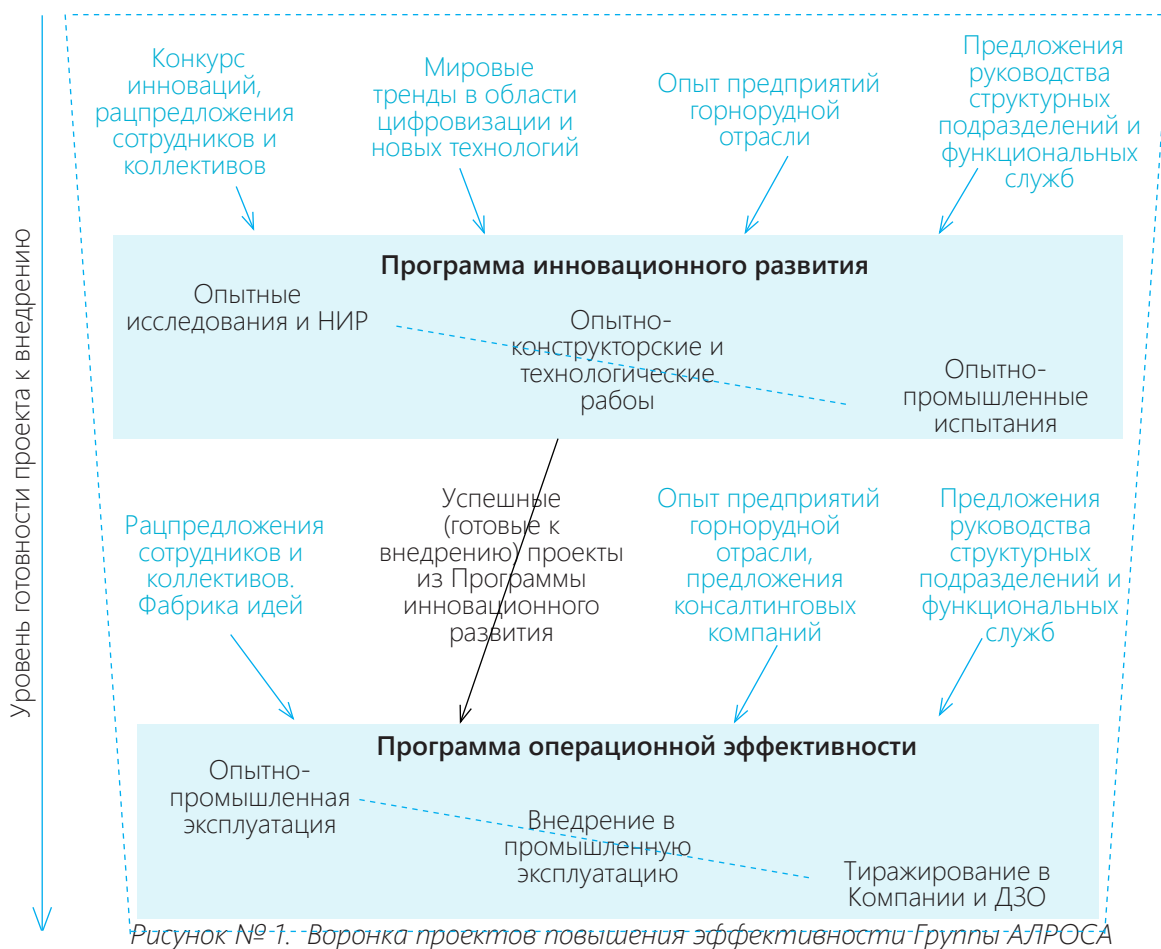 Уровень готовности проекта к внедрению
Конкурс
инноваций,
рацпредложения
сотрудников и
коллективов
Мировые
тренды в области
цифровизации и
новых технологий
Опыт предприятий
горнорудной
отрасли
Предложения
руководства
структурных
подразделений и
функциональных
служб
Программа инновационного развития
Опытные
исследования и НИР
Опытно-
конструкторские и
технологические
рабоы
Опытно-
промышленные
испытания
Рацпредложения
сотрудников и
коллективов.
Фабрика идей
Успешные
(готовые к
внедрению) проекты
из Программы
инновационного
развития
Опыт предприятий
горнорудной
отрасли,
предложения
консалтинговых
компаний
Предложения
руководства
структурных
подразделений и
функциональных
служб
Программа операционной эффективности
Опытно-
промышленная
эксплуатация
Внедрение в
промышленную
эксплуатацию
Тиражирование в
Компании и ДЗО
Рисунок № 1. Воронка проектов повышения эффективности Группы АЛРОСА